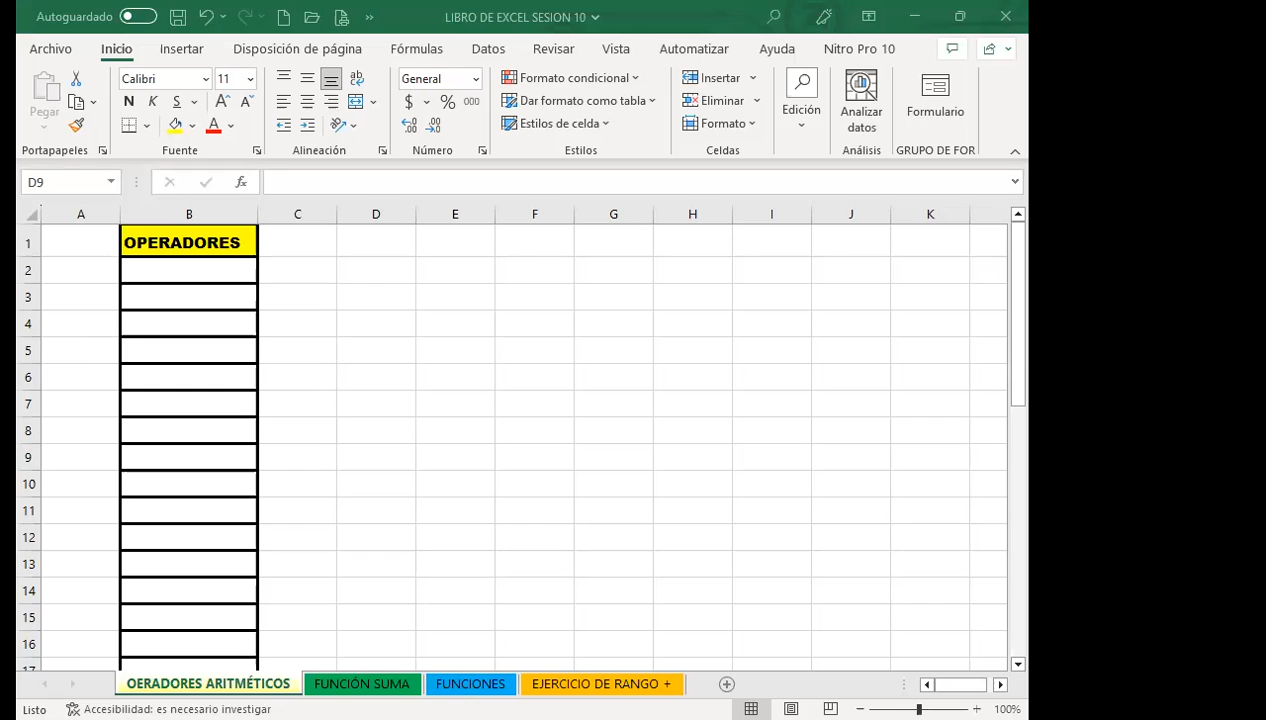 Autoguardado LIBRO DE EXCEL SESION 10
Archivo Inicio Insertar Disposición de página Fórmulas Datos Revisar Vista Automatizar Ayuda Nitro Pro 10
Pegar
Calibri 11
N K S A A
A
ab
General
$ % 000
Formato condicional
Dar formato como tabla
Estilos de celda
Insertar
Eliminar
Formato
Edición
Analizar
datos
Formulario
Portapapeles Fuente Alineación Número Estilos Celdas Análisis GRUPO DE FOR
D9 fx
A B C D E F G H I J K
1 OPERADORES
2
3
4
5
6
7
8
9
10
11
12
13
14
15
16
17
OERADORES ARITMÉTICOS FUNCIÓN SUMA FUNCIONES EJERCICIO DE RANGO +
Listo Accesibilidad: es necesario investigar 100%